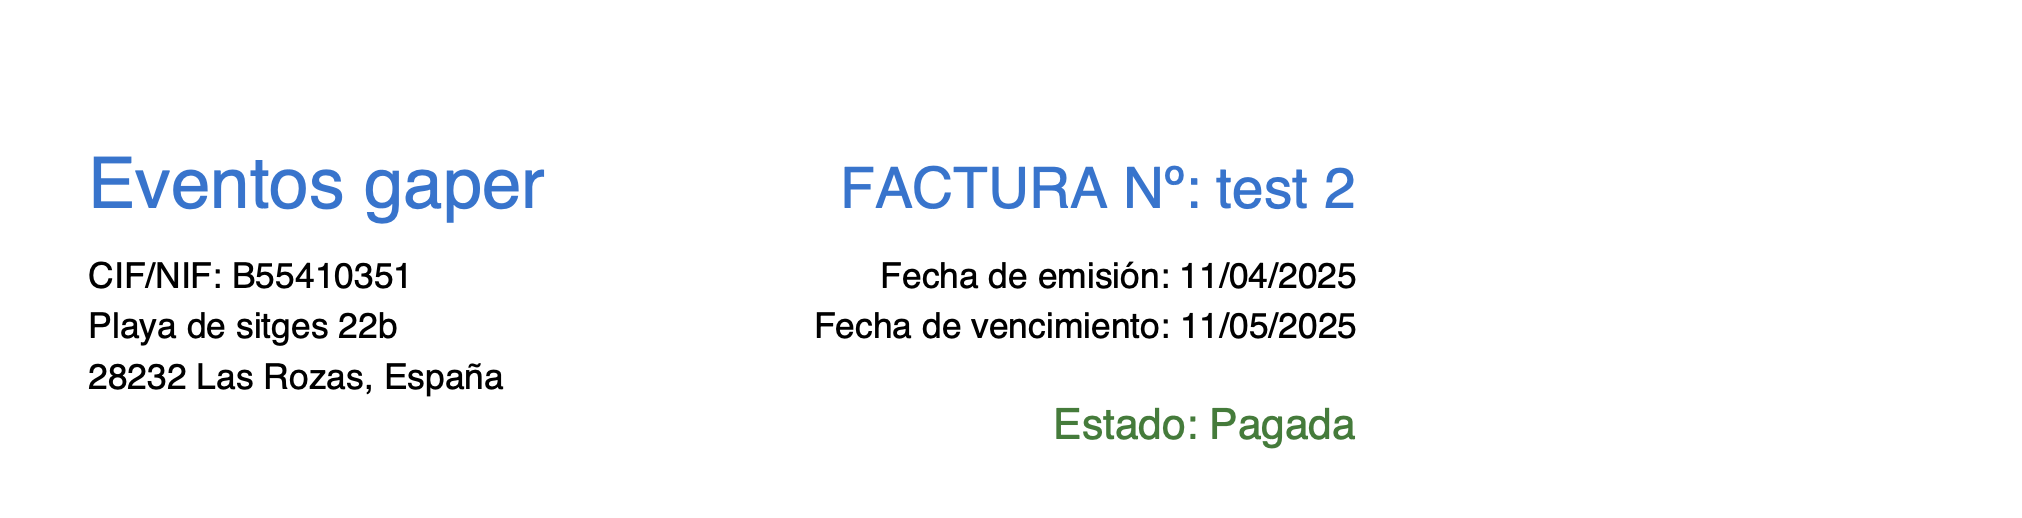 Eventos gaper
CIF/NIF: B55410351
Playa de sitges 22b
28232 Las Rozas, España
FACTURA Nº: test 2
Fecha de emisión: 11/04/2025
Fecha de vencimiento: 11/05/2025
Estado: Pagada